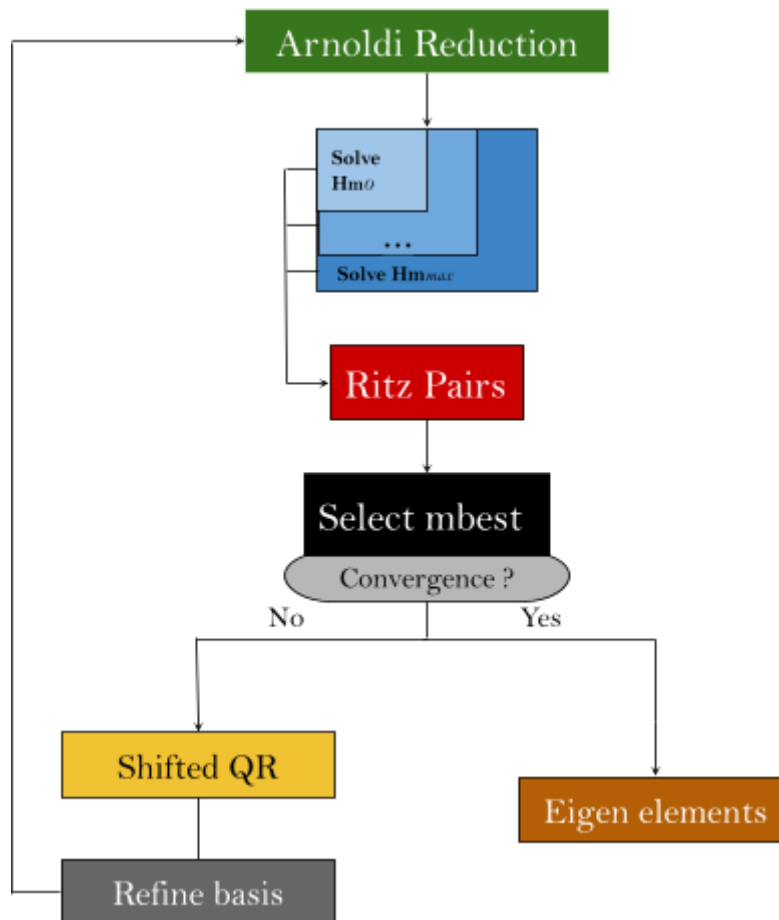 Arnoldi Reduction
Solve
Hm0
...
Solve Hmmax
Ritz Pairs
Select mbest
Convergence ?
No
Yes
Shifted QR
Eigen elements
Refine basis